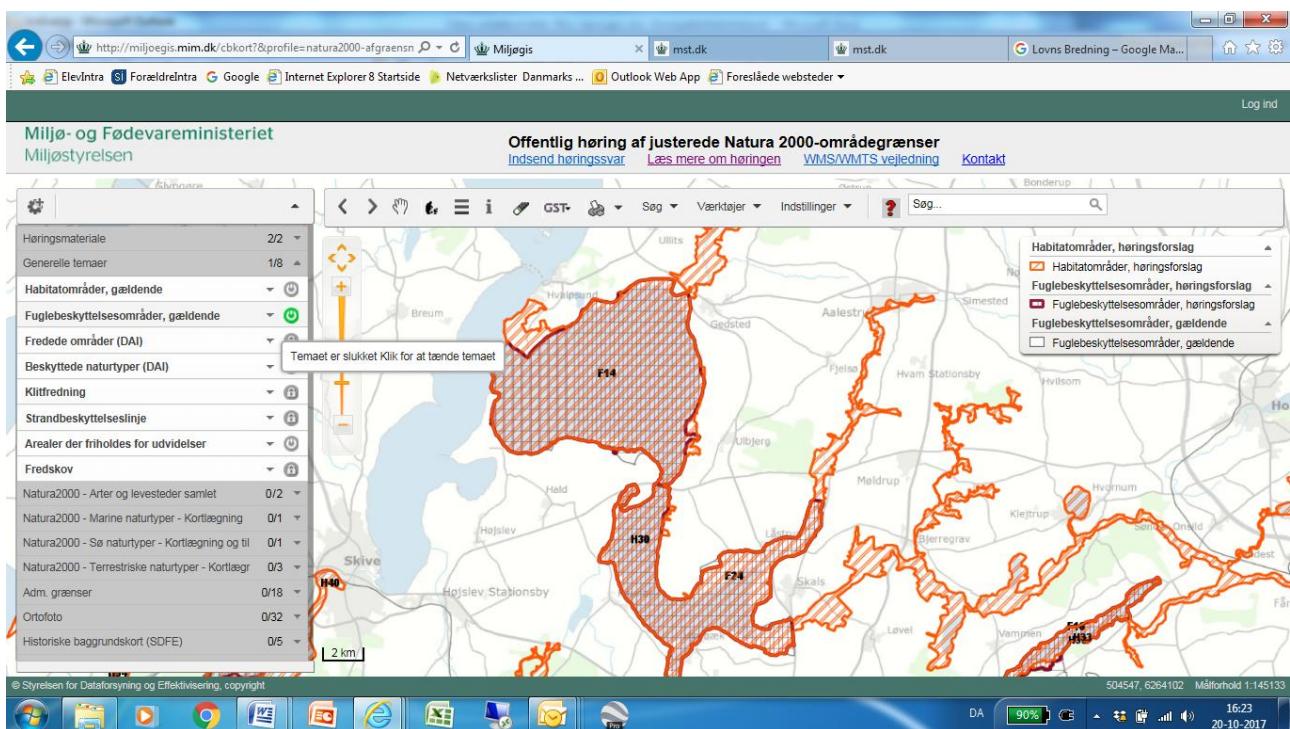 http://miljoegis.mim.dk/cbkort?&profile=natura2000-afgraensn
Miljøgis
mst.dk
mst.dk
Lovns Bredning – Google Ma...
ElevIntra
ForældreIntra
Google
Internet Explorer 8 Startside
Netværkslister Danmarks ...
Outlook Web App
Foreslåede websteder
Log ind
Miljø- og Fødevareministeriet
Miljøstyrelsen
Offentlig høring af justerede Natura 2000-områdegrænser
Indsend høringssvar Læs mere om høringen WMS/WMTS vejledning Kontakt
Bonderup
GST
Søg
Værktøjer
Indstillinger
?
Søg...
Høringsmateriale 2/2
Generelle temaer 1/8
Habitatområder, gældende
Fuglebeskyttelsesområder, gældende
Fredede områder (DAI)
Temaet er slukket Klik for at tænde temaet
Beskyttede naturtyper (DAI)
Klitfredning
Strandbeskyttelseslinje
Arealer der friholdes for udvidelser
Fredskov
Natura2000 - Arter og levesteder samlet 0/2
Natura2000 - Marine naturtyper - Kortlægning 0/1
Natura2000 - Sø naturtyper - Kortlægning og til 0/1
Natura2000 - Terrestriske naturtyper - Kortlægr 0/3
Adm. grænser 0/18
Ortofoto 0/32
Historiske baggrundskort (SDFE) 0/5
Habitatområder, høringsforslag
Habitatområder, høringsforslag
Fuglebeskyttelsesområder, høringsforslag
Fuglebeskyttelsesområder, høringsforslag
Fuglebeskyttelsesområder, gældende
Fuglebeskyttelsesområder, gældende
Ullits
Hvalpsund
Simested
Breum
Gedsted
Aalestrup
F14
Fjelsø
Hvam Stationsby
Hvilsom
Ho
Ulbjerg
Hald
Møldrup
Hvornum
Klejtrup
Højslev
H30
Bjerregrav
Skive
F24
H40
Højslev Stationsby
Skals
Løvel
Vammen
Får
2 km
© Styrelsen for Dataforsyning og Effektivisering, copyright
504547, 6264102 Målforhold 1:145133
DA
90%
16:23
20-10-2017